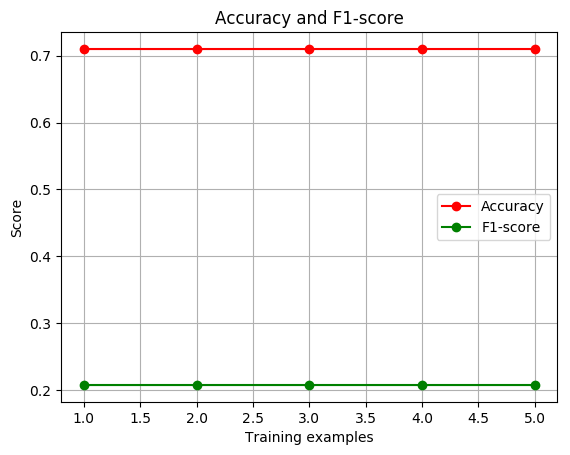 Accuracy and F1-score
0.7
0.6
0.5
0.4
0.3
0.2
Score
Accuracy
F1-score
1.0 1.5 2.0 2.5 3.0 3.5 4.0 4.5 5.0
Training examples